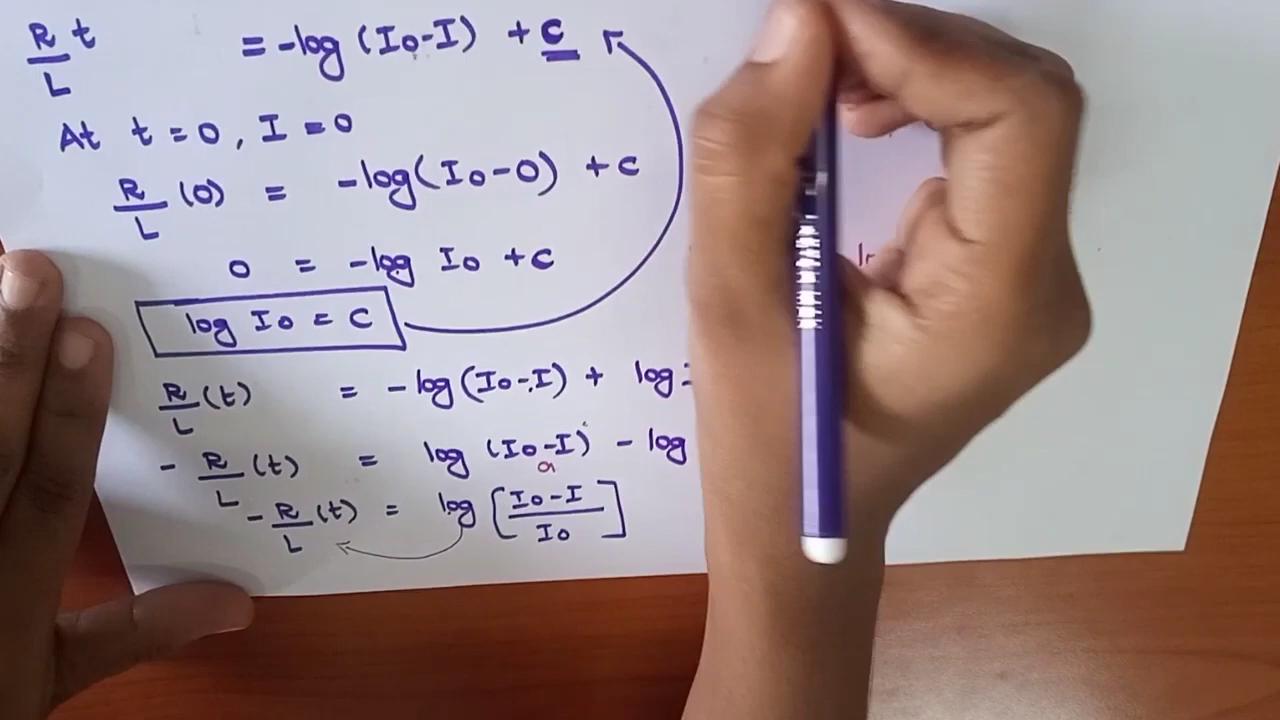 R/L t = -log (I₀-I) + C
At t = 0, I = 0
R/L (0) = -log(I₀-0) + C
0 = -log I₀ + C
log I₀ = C
R/L (t) = -log(I₀-I) + log
- R/L (t) = log (I₀-I) - log
a
- R/L (t) = log [I₀-I / I₀]